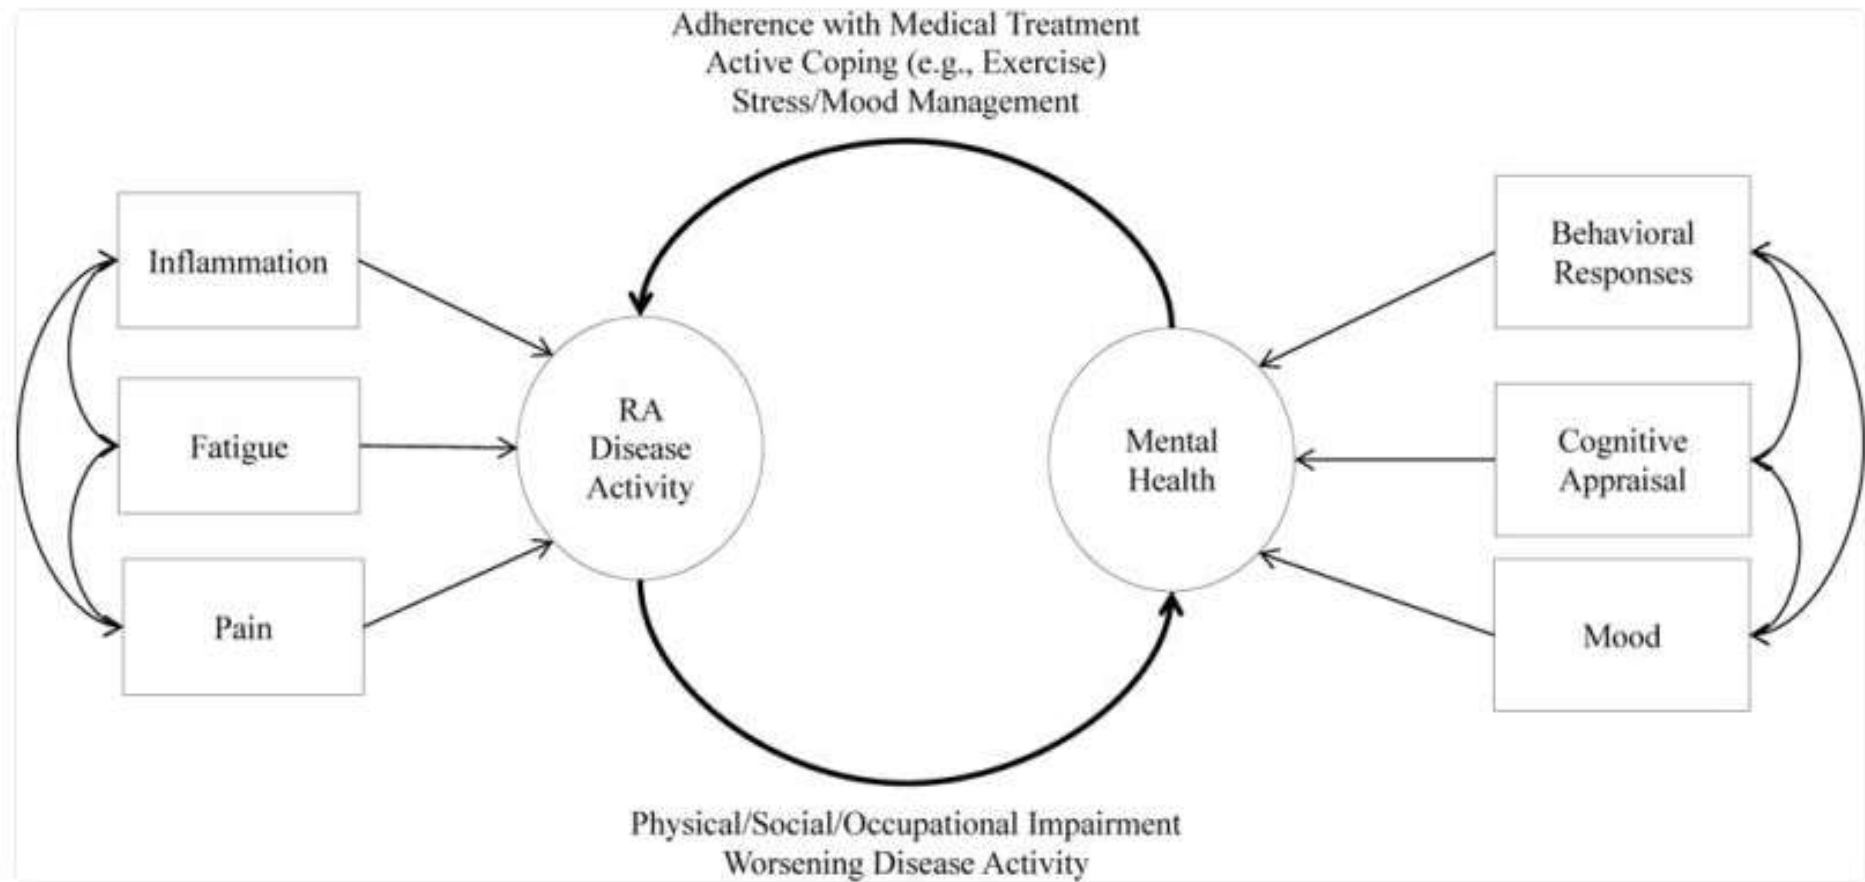 Adherence with Medical Treatment
Active Coping (e.g., Exercise)
Stress/Mood Management
Inflammation
Fatigue
Pain
RA
Disease
Activity
Mental
Health
Behavioral
Responses
Cognitive
Appraisal
Mood
Physical/Social/Occupational Impairment
Worsening Disease Activity